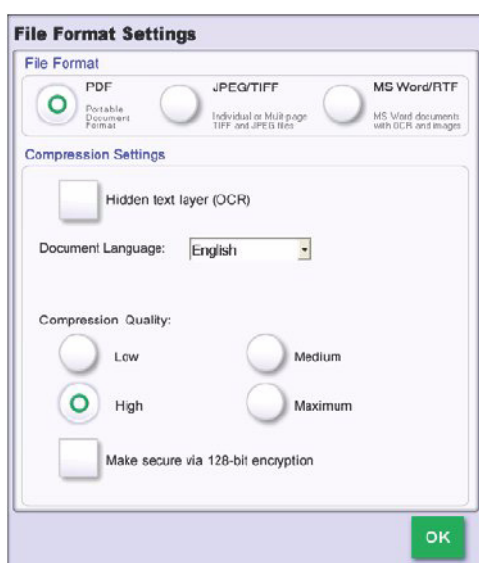 File Format Settings
File Format
PDF
Portable
Document
Format
JPEG/TIFF
Individual or Multi-page
TIFF and JPEG files
MS Word/RTF
MS Word documents
with OCR and images
Compression Settings
Hidden text layer (OCR)
Document Language: English
Compression Quality:
Low Medium
High Maximum
Make secure via 128-bit encryption
OK